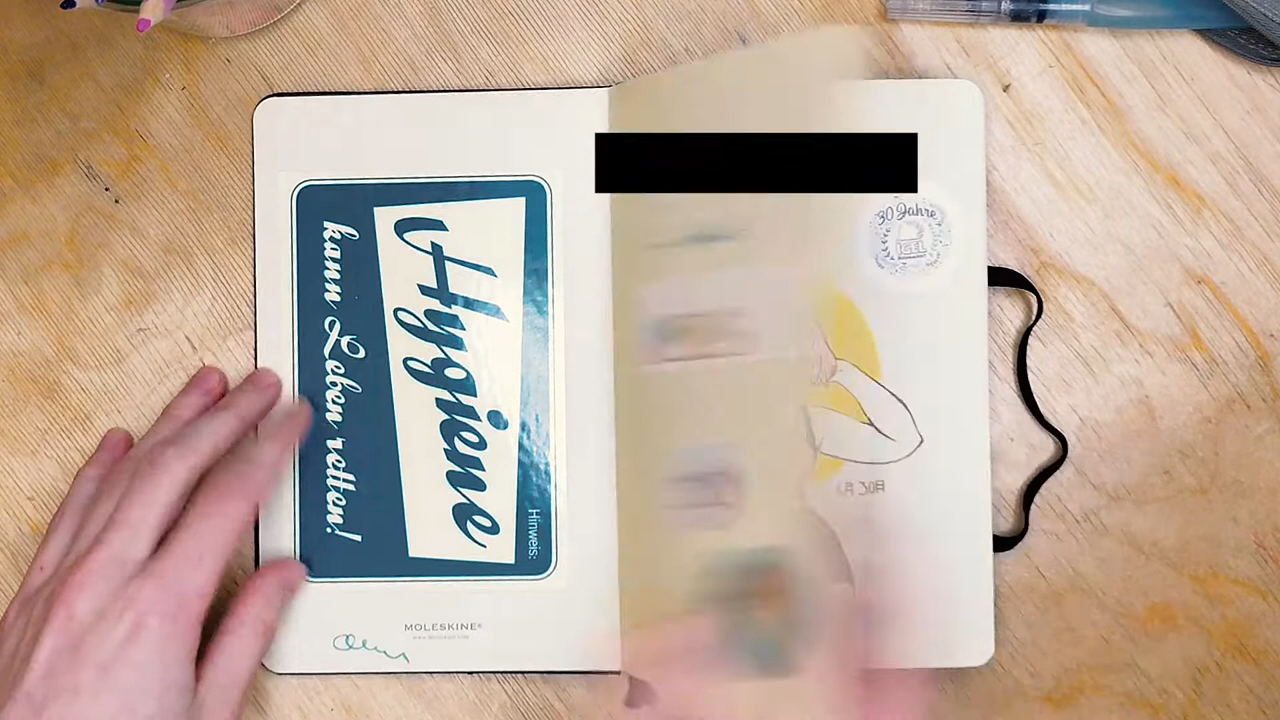 Hinweis:
Hygiene
kann Leben retten!
MOLESKINE®
30 Jahre
IGEL